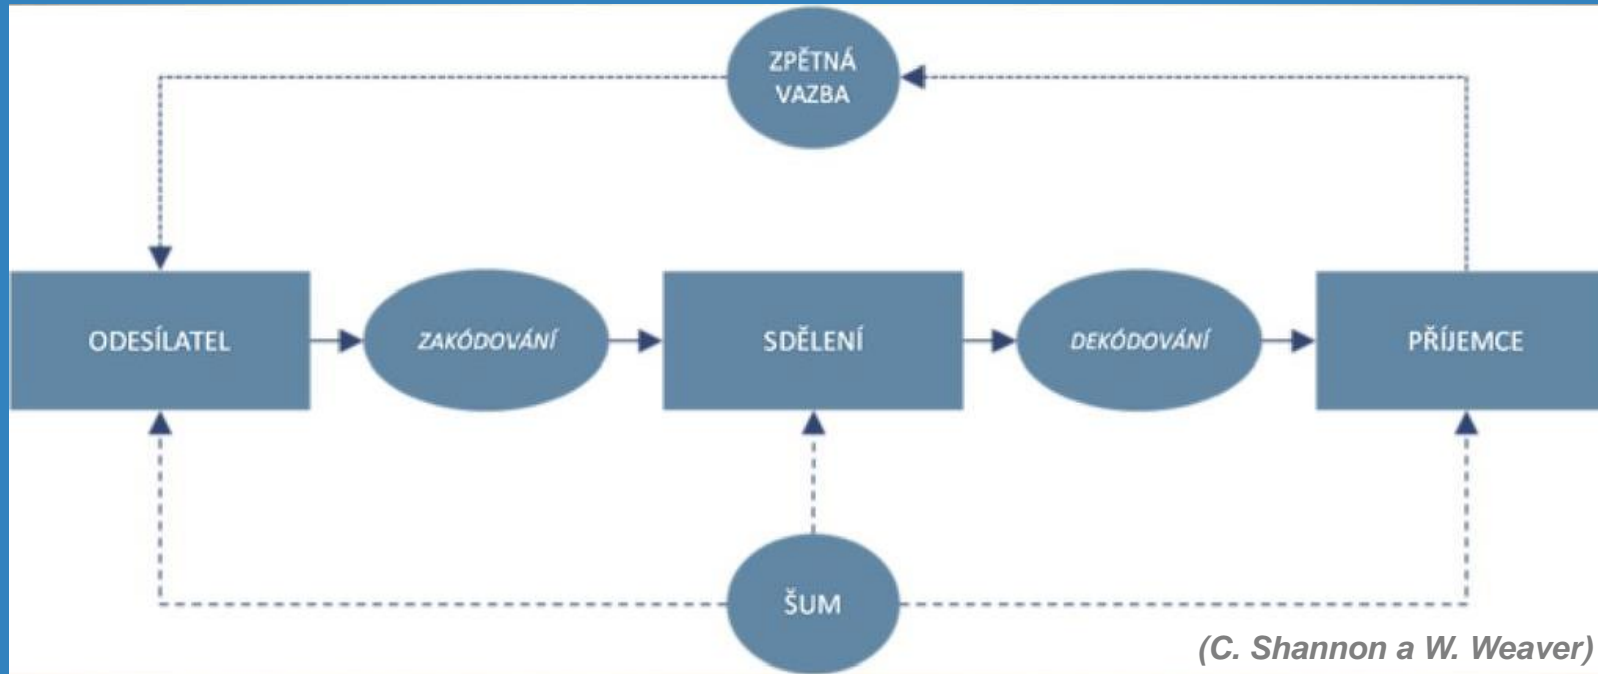 ZPĚTNÁ
VAZBA
ODESÍLATEL
ZAKÓDOVÁNÍ
SDĚLENÍ
DEKÓDOVÁNÍ
PŘÍJEMCE
ŠUM
(C. Shannon a W. Weaver)